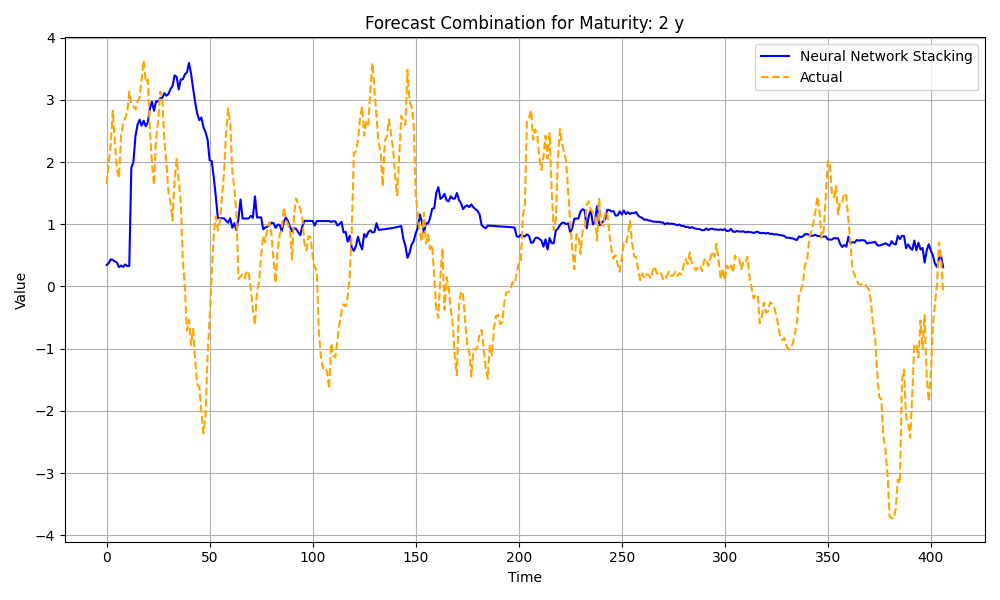 Forecast Combination for Maturity: 2 y
Neural Network Stacking
Actual
Value
4
3
2
1
0
−1
−2
−3
−4
0 50 100 150 200 250 300 350 400
Time